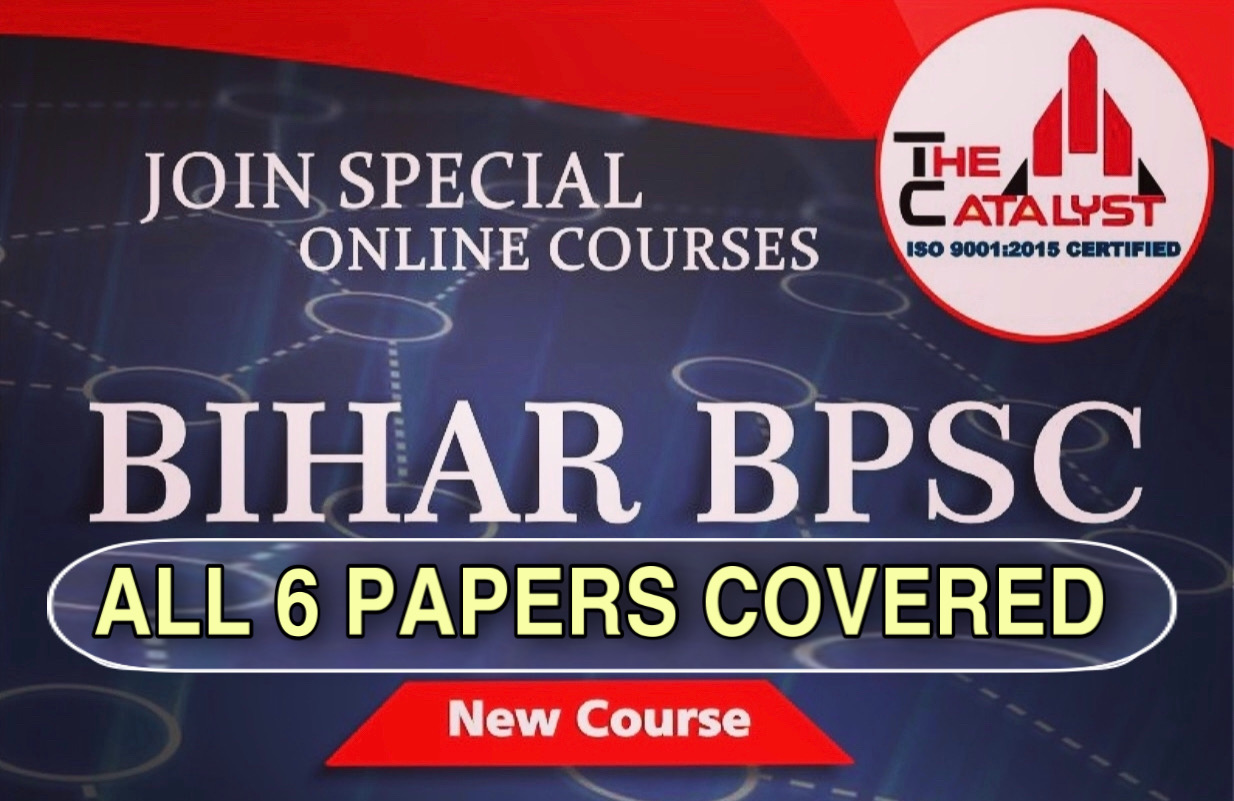 JOIN SPECIAL
ONLINE COURSES
THE
CATALYST
ISO 9001:2015 CERTIFIED
BIHAR BPSC
ALL 6 PAPERS COVERED
New Course